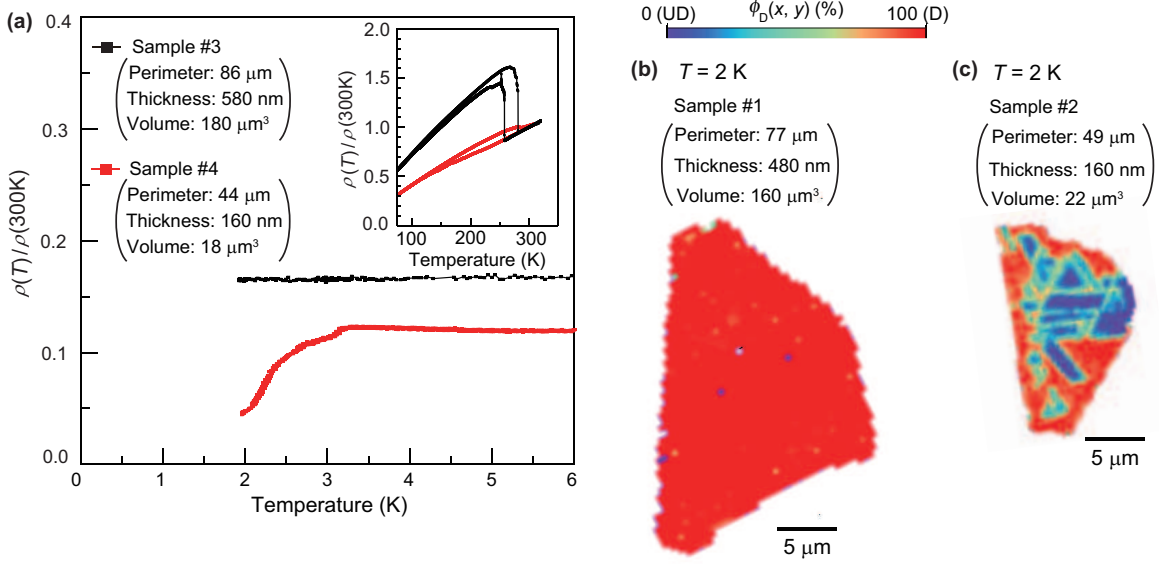 (a)
0.4
0.3
0.2
0.1
0.0
ρ(T)/ρ(300K)
0
1
2
3
4
5
6
Temperature (K)
Sample #3
Perimeter: 86 μm
Thickness: 580 nm
Volume: 180 μm³
Sample #4
Perimeter: 44 μm
Thickness: 160 nm
Volume: 18 μm³
2.0
1.5
1.0
0.5
0.0
ρ(T)/ρ(300K)
100
200
300
Temperature (K)
0 (UD)
ϕD(x, y) (%)
100 (D)
(b) T = 2 K
Sample #1
Perimeter: 77 μm
Thickness: 480 nm
Volume: 160 μm³
5 μm
(c) T = 2 K
Sample #2
Perimeter: 49 μm
Thickness: 160 nm
Volume: 22 μm³
5 μm